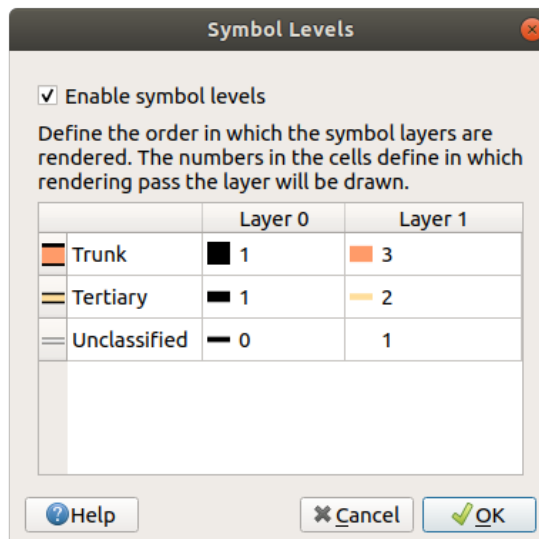 Symbol Levels
Enable symbol levels
Define the order in which the symbol layers are
rendered. The numbers in the cells define in which
rendering pass the layer will be drawn.
Layer 0 Layer 1
Trunk 1 3
Tertiary 1 2
Unclassified 0 1
Help Cancel OK